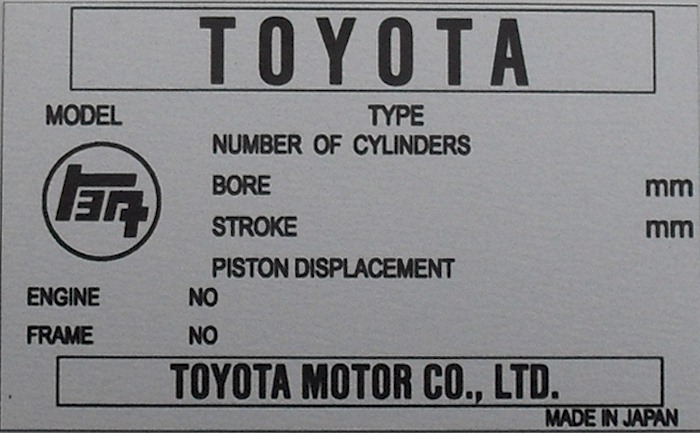 TOYOTA
MODEL TYPE
NUMBER OF CYLINDERS
トヨタ
BORE mm
STROKE mm
PISTON DISPLACEMENT
ENGINE NO
FRAME NO
TOYOTA MOTOR CO., LTD.
MADE IN JAPAN